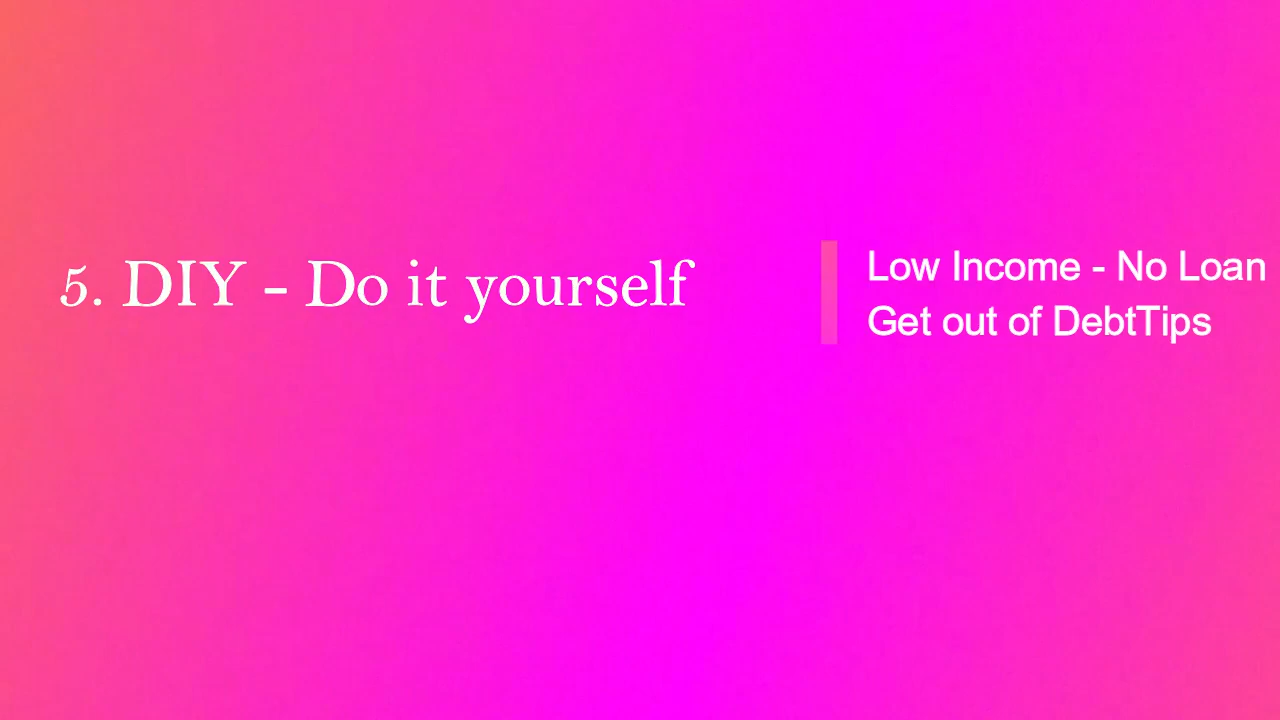 5. DIY - Do it yourself
Low Income - No Loan
Get out of DebtTips